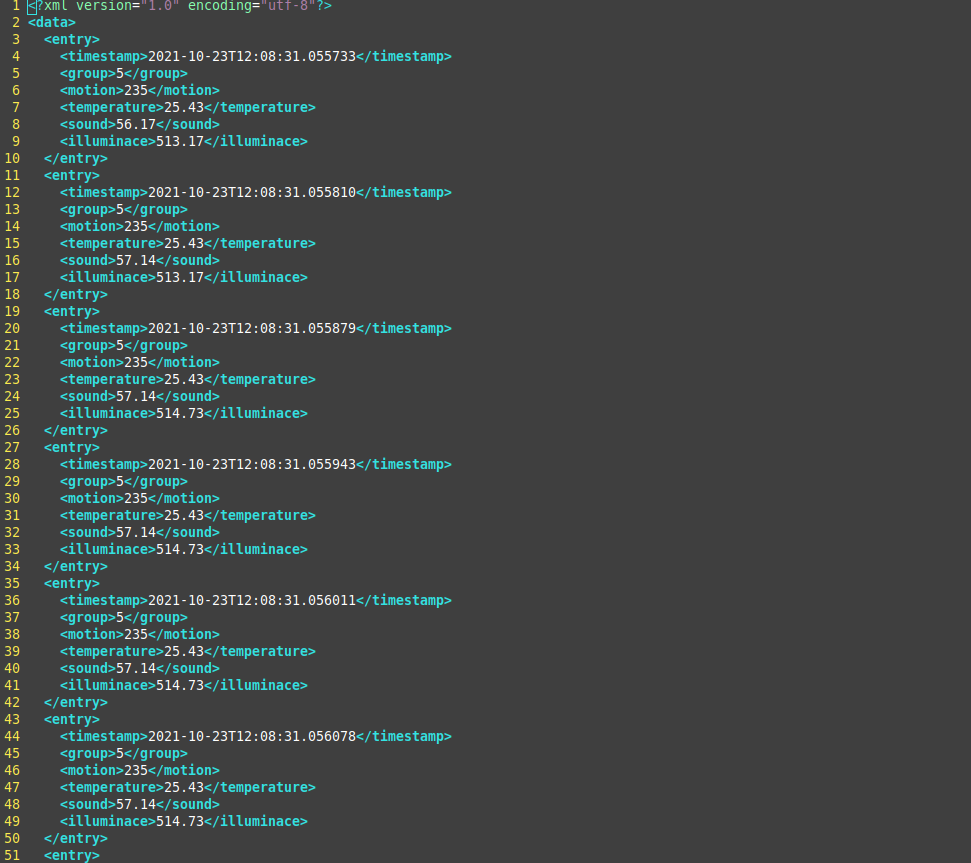 1 <?xml version="1.0" encoding="utf-8"?>
2 <data>
3 <entry>
4 <timestamp>2021-10-23T12:08:31.055733</timestamp>
5 <group>5</group>
6 <motion>235</motion>
7 <temperature>25.43</temperature>
8 <sound>56.17</sound>
9 <illuminace>513.17</illuminace>
10 </entry>
11 <entry>
12 <timestamp>2021-10-23T12:08:31.055810</timestamp>
13 <group>5</group>
14 <motion>235</motion>
15 <temperature>25.43</temperature>
16 <sound>57.14</sound>
17 <illuminace>513.17</illuminace>
18 </entry>
19 <entry>
20 <timestamp>2021-10-23T12:08:31.055879</timestamp>
21 <group>5</group>
22 <motion>235</motion>
23 <temperature>25.43</temperature>
24 <sound>57.14</sound>
25 <illuminace>514.73</illuminace>
26 </entry>
27 <entry>
28 <timestamp>2021-10-23T12:08:31.055943</timestamp>
29 <group>5</group>
30 <motion>235</motion>
31 <temperature>25.43</temperature>
32 <sound>57.14</sound>
33 <illuminace>514.73</illuminace>
34 </entry>
35 <entry>
36 <timestamp>2021-10-23T12:08:31.056011</timestamp>
37 <group>5</group>
38 <motion>235</motion>
39 <temperature>25.43</temperature>
40 <sound>57.14</sound>
41 <illuminace>514.73</illuminace>
42 </entry>
43 <entry>
44 <timestamp>2021-10-23T12:08:31.056078</timestamp>
45 <group>5</group>
46 <motion>235</motion>
47 <temperature>25.43</temperature>
48 <sound>57.14</sound>
49 <illuminace>514.73</illuminace>
50 </entry>
51 <entry>